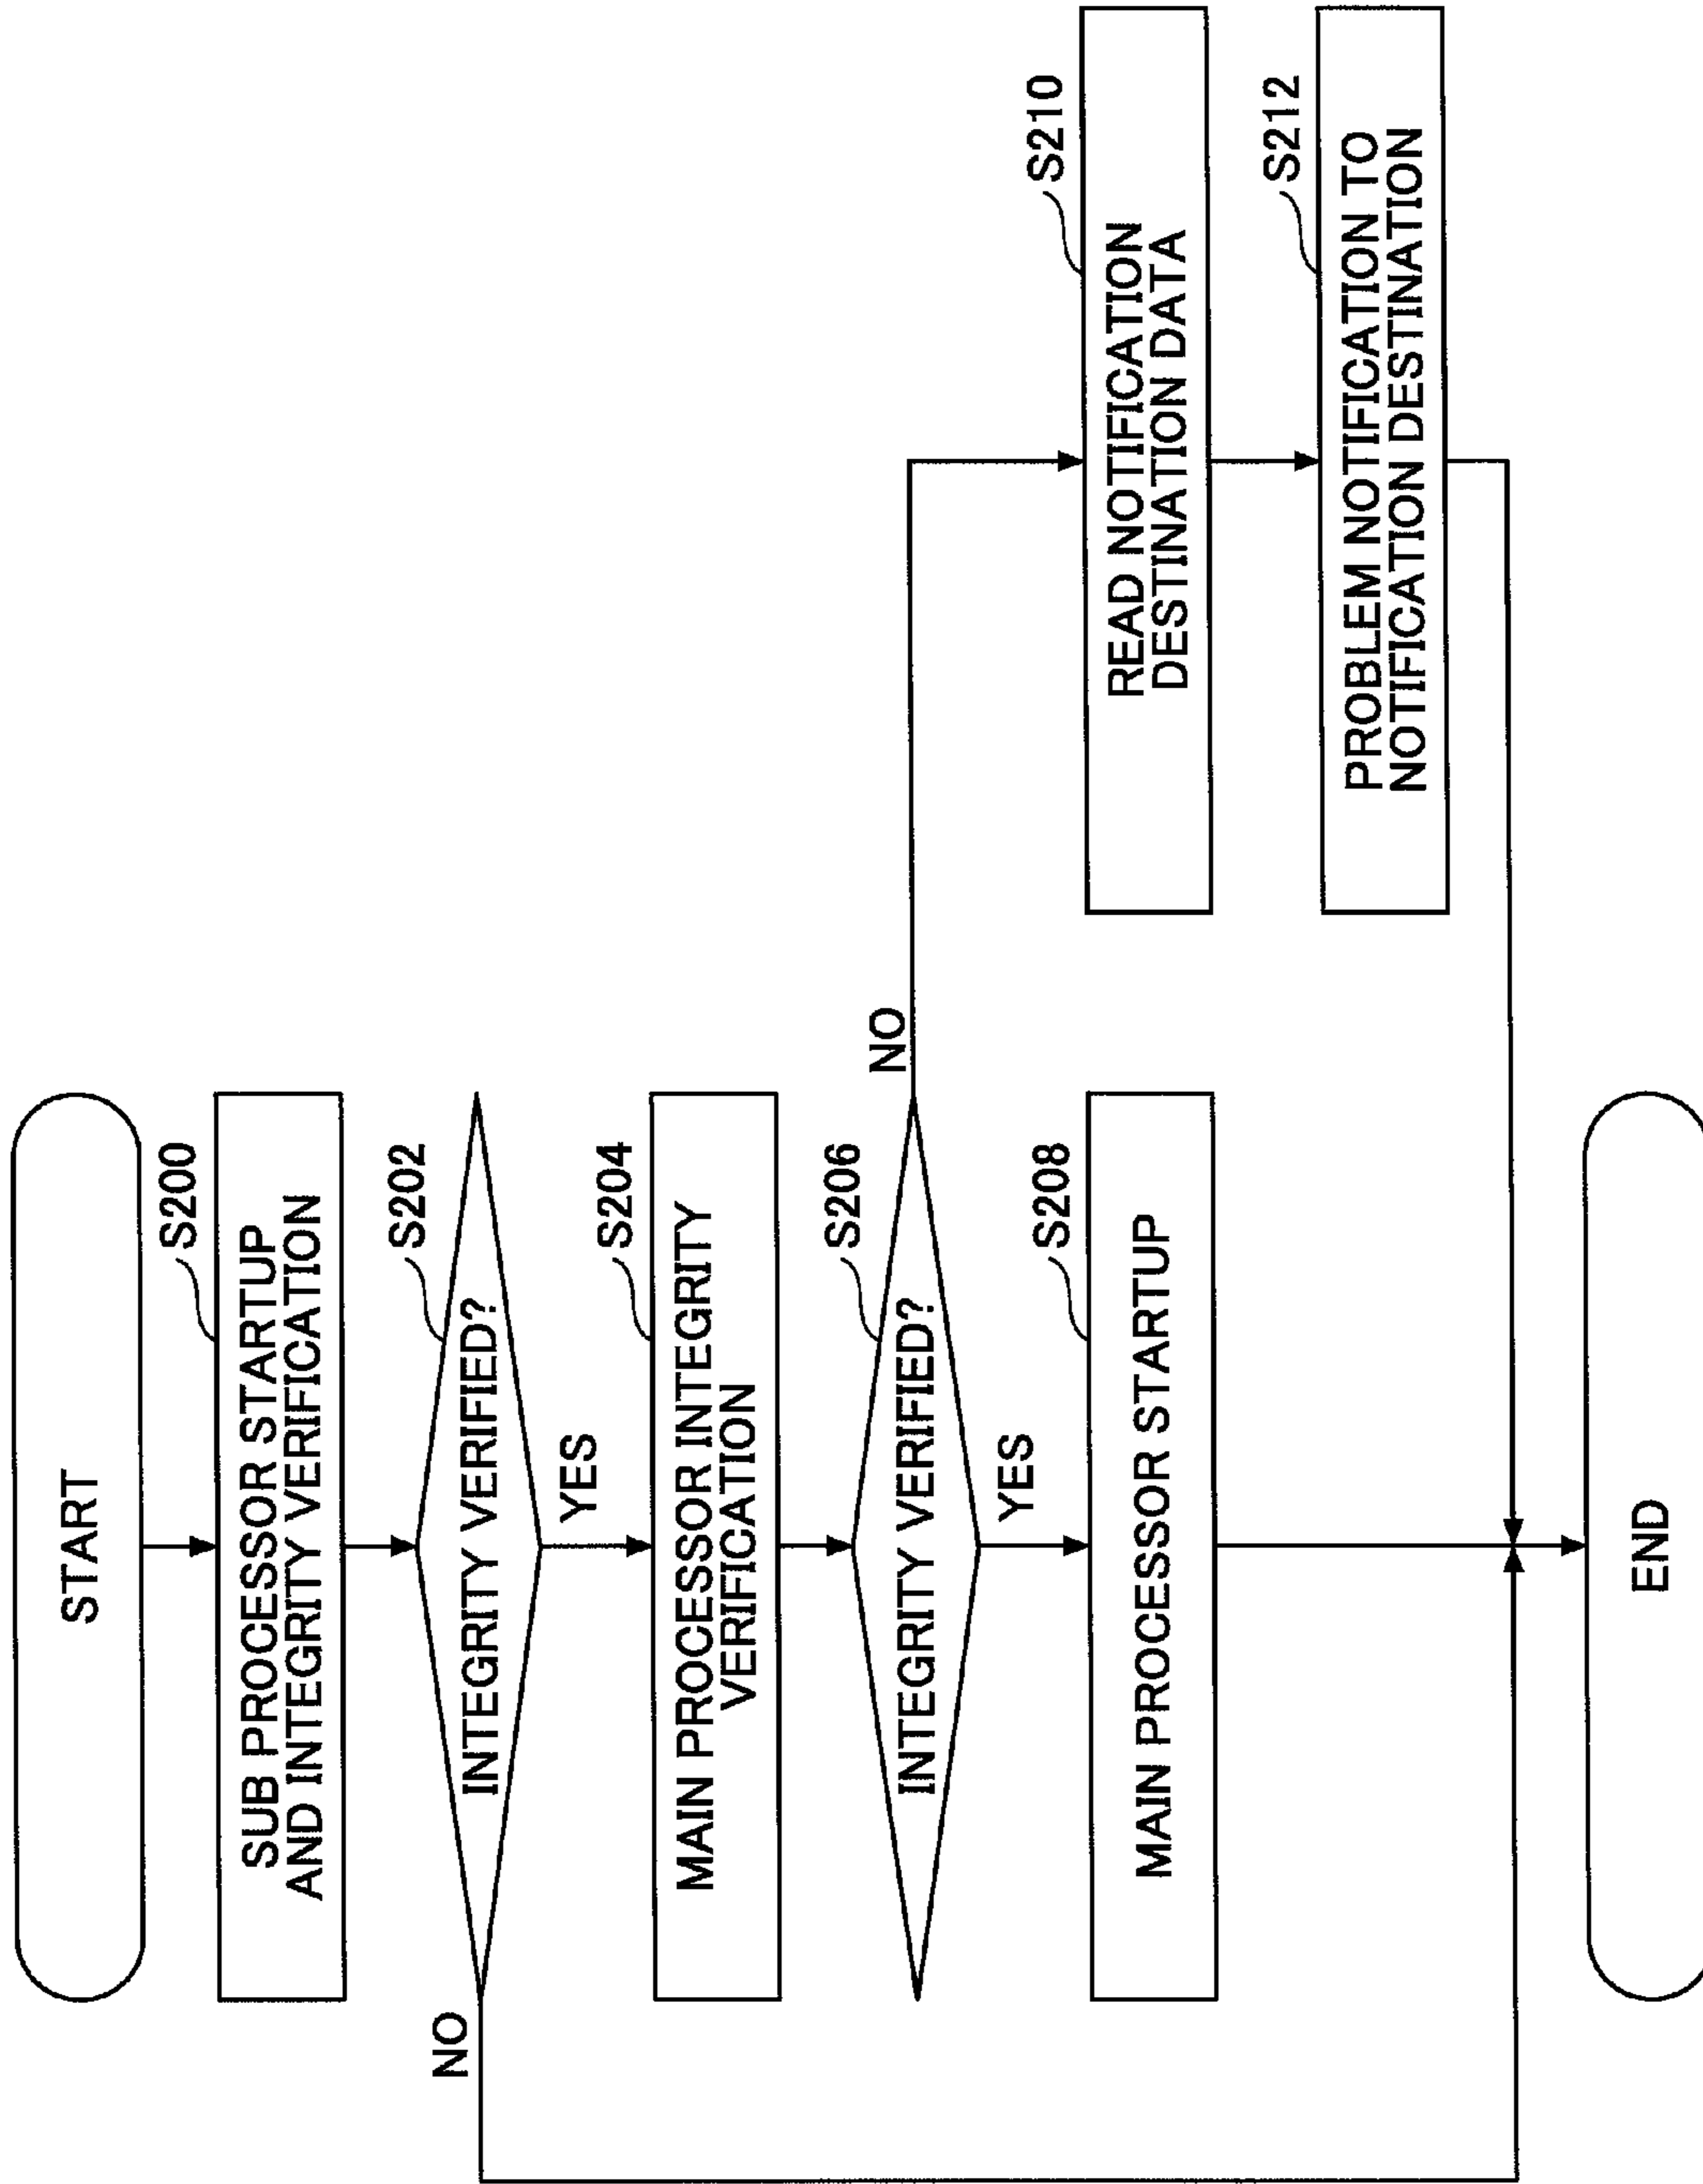 START
S200
SUB PROCESSOR STARTUP
AND INTEGRITY VERIFICATION
S202
INTEGRITY VERIFIED?
NO
YES
S204
MAIN PROCESSOR INTEGRITY
VERIFICATION
S206
INTEGRITY VERIFIED?
NO
YES
S208
MAIN PROCESSOR STARTUP
S210
READ NOTIFICATION
DESTINATION DATA
S212
PROBLEM NOTIFICATION TO
NOTIFICATION DESTINATION
END